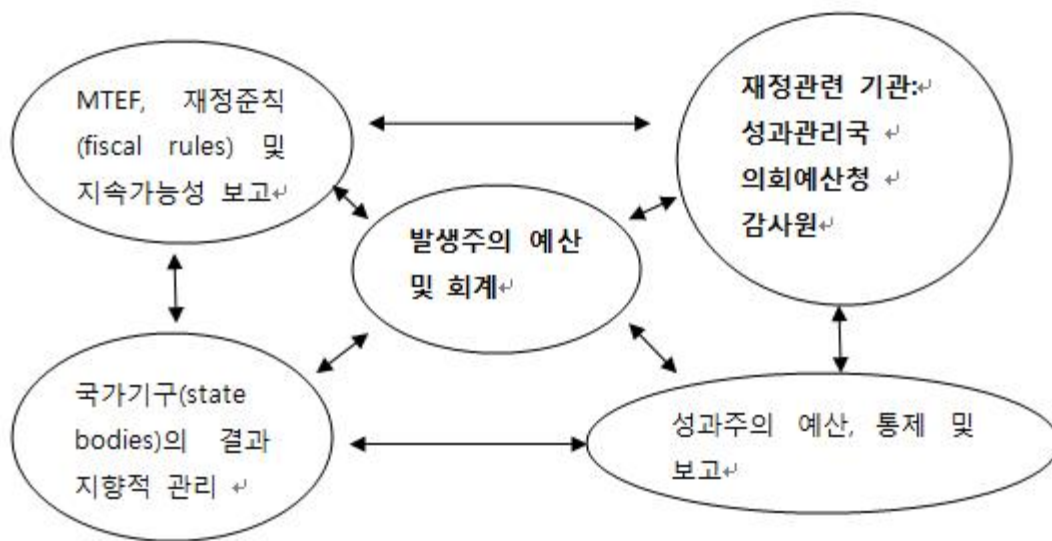 MTEF, 재정준칙
(fiscal rules) 및
지속가능성 보고↵
재정관련 기관:↵
성과관리국 ↵
의회예산청 ↵
감사원↵
발생주의 예산
및 회계↵
국가기구(state
bodies)의 결과
지향적 관리 ↵
성과주의 예산, 통제 및
보고↵